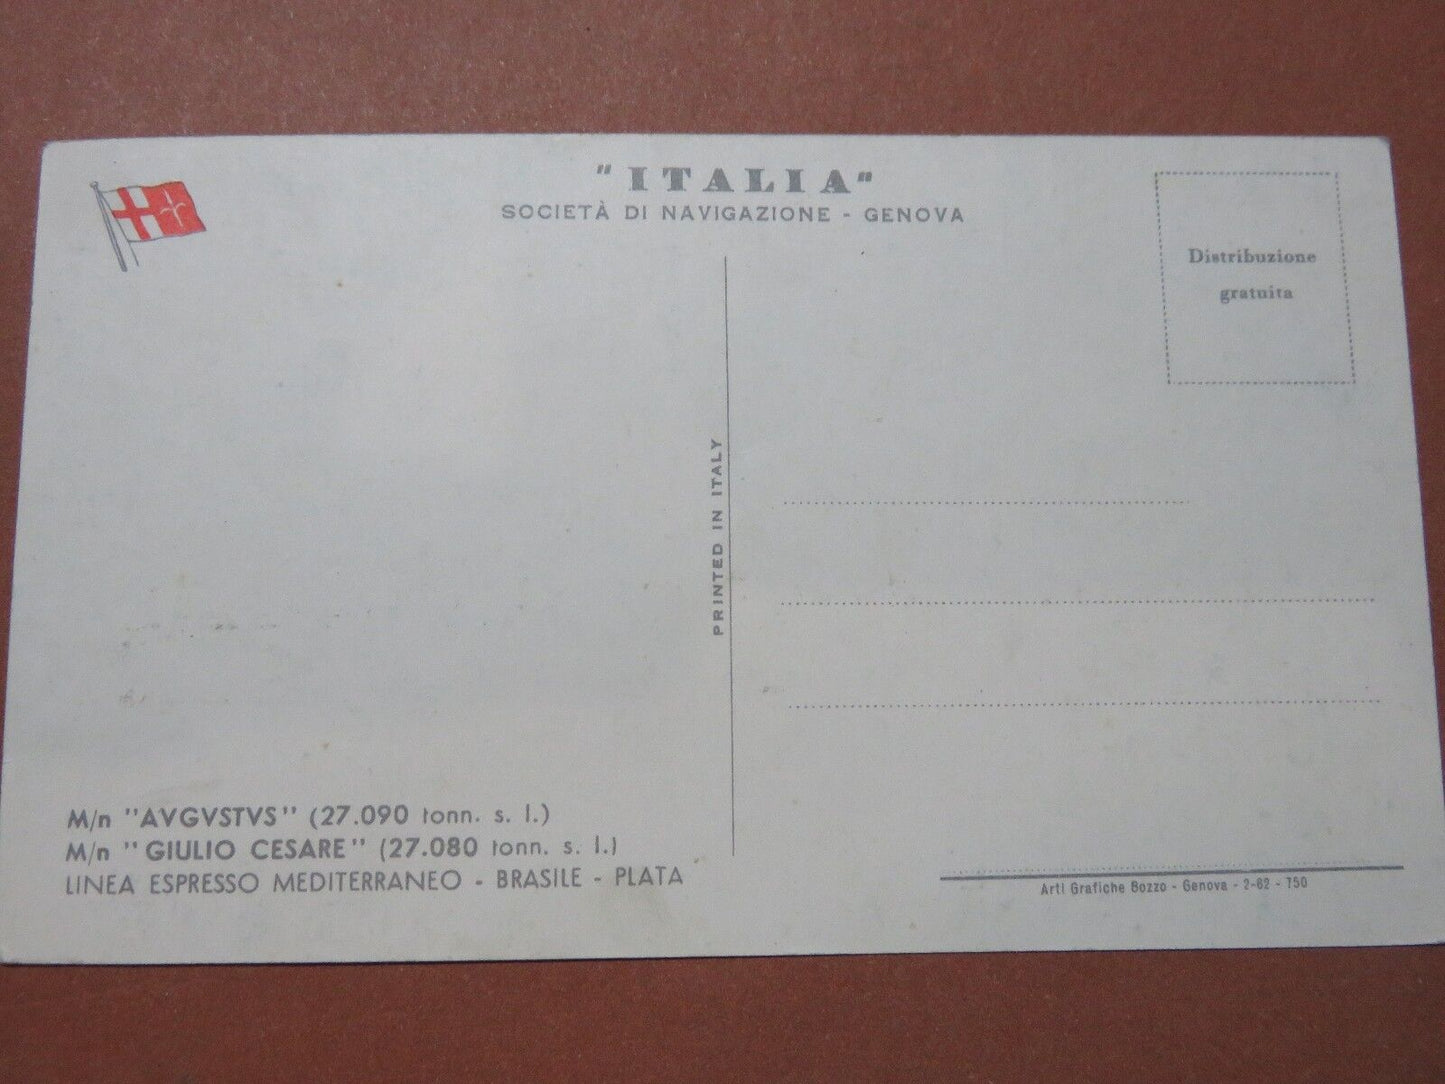 "ITALIA"
SOCIETÀ DI NAVIGAZIONE - GENOVA
Distribuzione
gratuita
PRINTED IN ITALY
M/n "AVGVSTVS" (27.090 tonn. s. l.)
M/n "GIULIO CESARE" (27.080 tonn. s. l.)
LINEA ESPRESSO MEDITERRANEO - BRASILE - PLATA
Arti Grafiche Bozzo - Genova - 2-62 - 750